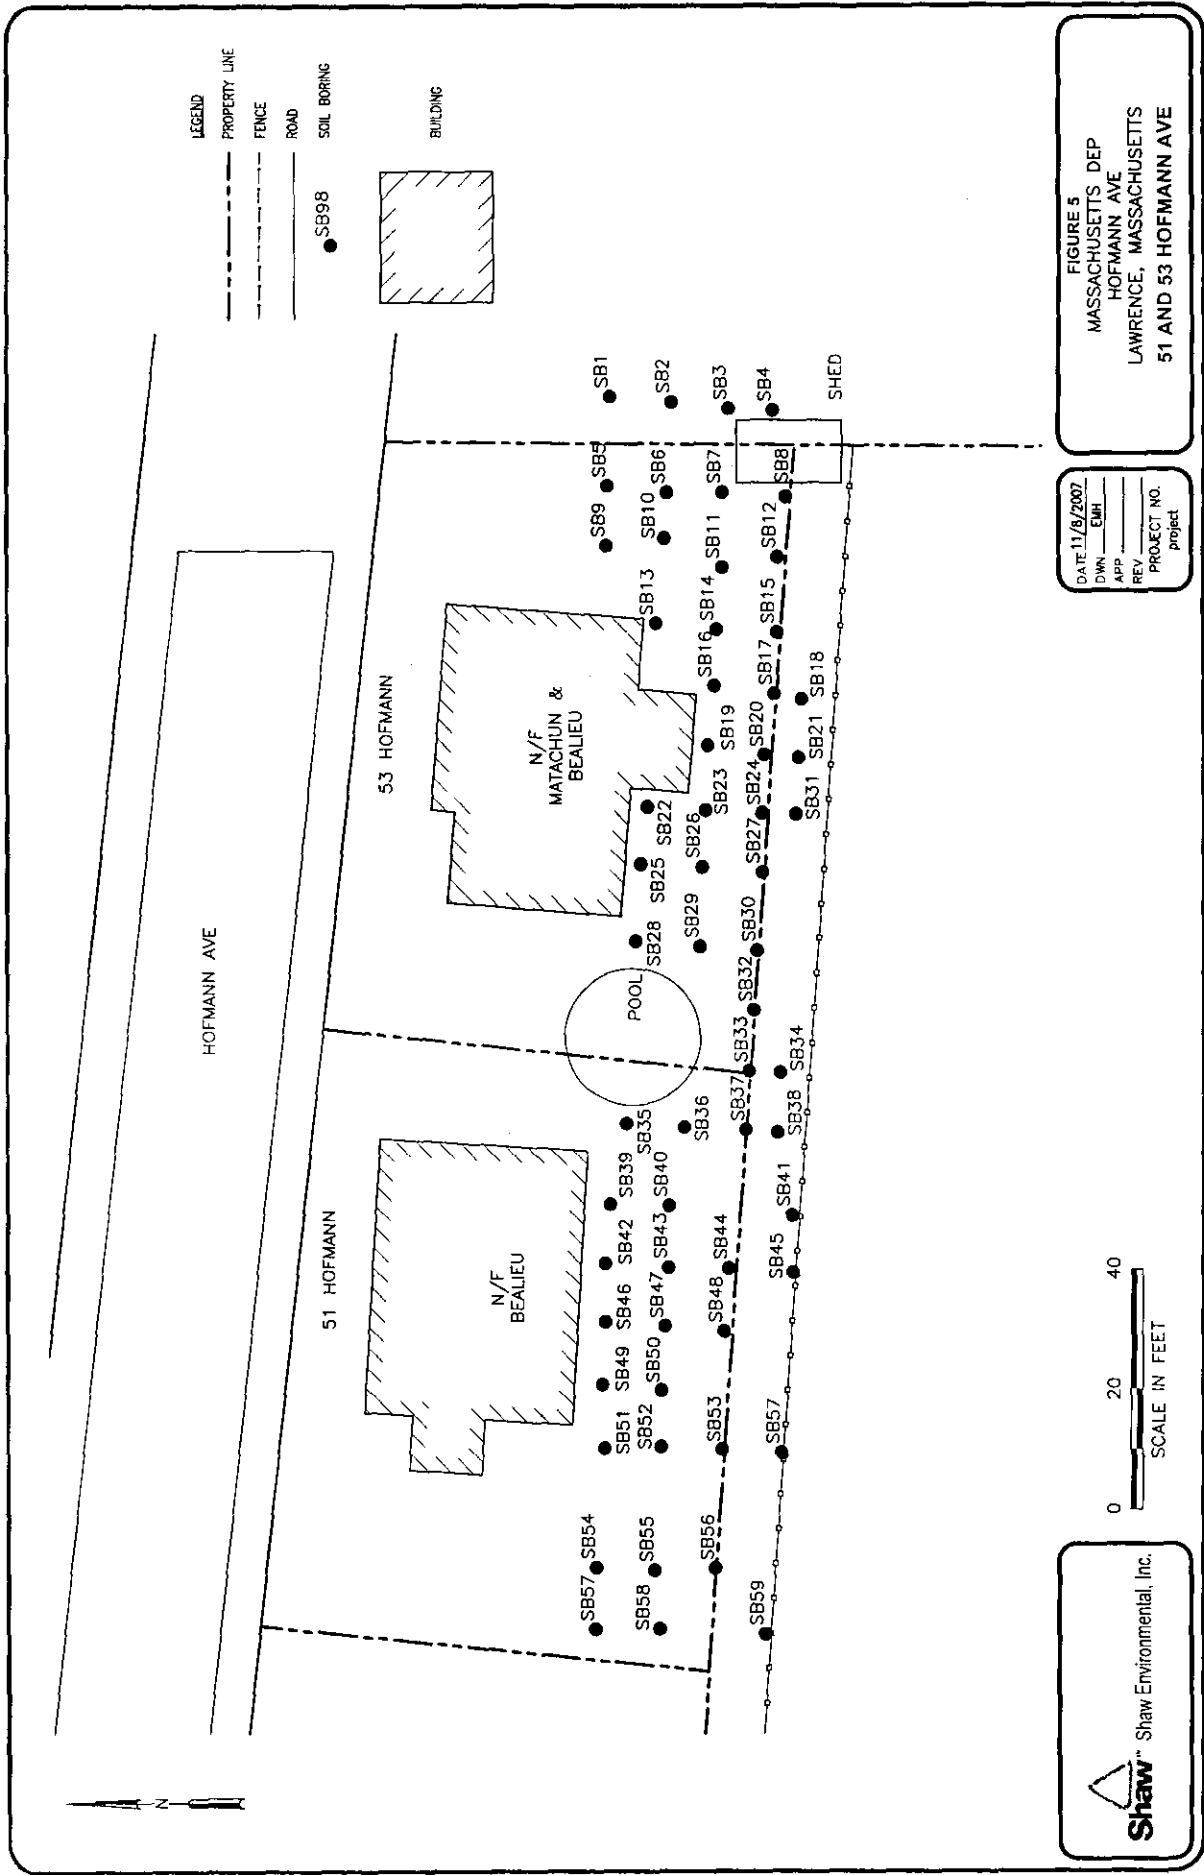 LEGEND
PROPERTY LINE
FENCE
ROAD
SB98
SOIL BORING
BUILDING
HOFMANN AVE
51 HOFMANN
53 HOFMANN
N/F
BEALIEU
N/F
MATACHUN &
BEALIEU
POOL
SHED
SB1
SB2
SB3
SB4
SB5
SB6
SB7
SB8
SB9
SB10
SB11
SB12
SB13
SB14
SB15
SB16
SB17
SB18
SB19
SB20
SB21
SB22
SB23
SB24
SB25
SB26
SB27
SB28
SB29
SB30
SB31
SB32
SB33
SB34
SB35
SB36
SB37
SB38
SB39
SB40
SB41
SB42
SB43
SB44
SB45
SB46
SB47
SB48
SB49
SB50
SB51
SB52
SB53
SB54
SB55
SB56
SB57
SB57
SB58
SB59
N
Shaw™ Shaw Environmental, Inc.
0 20 40
SCALE IN FEET
DATE 11/8/2007
DWN EMH
APP
REV
PROJECT NO.
project
FIGURE 5
MASSACHUSETTS DEP
HOFMANN AVE
LAWRENCE, MASSACHUSETTS
51 AND 53 HOFMANN AVE